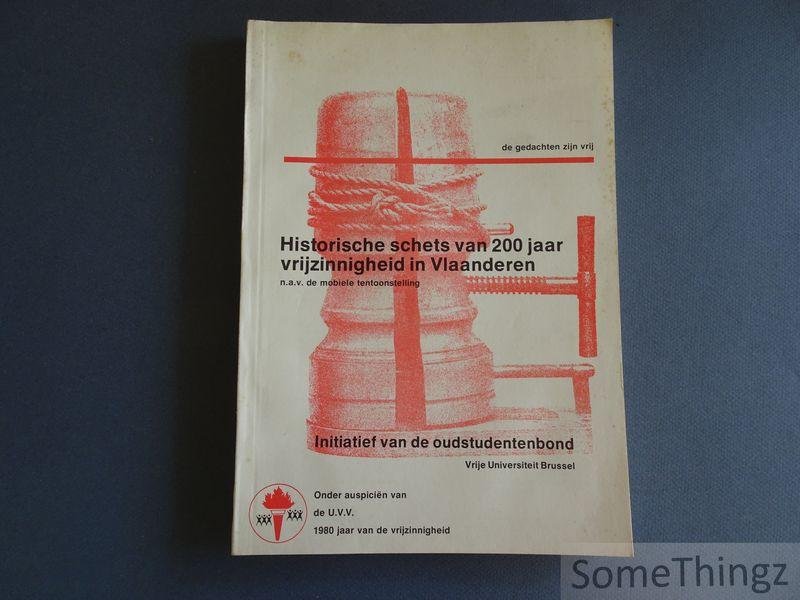 de gedachten zijn vrij
Historische schets van 200 jaar
vrijzinnigheid in Vlaanderen
n.a.v. de mobiele tentoonstelling
Initiatief van de oudstudentenbond
Vrije Universiteit Brussel
Onder auspiciën van
de U.V.V.
1980 jaar van de vrijzinnigheid
SomeThingz